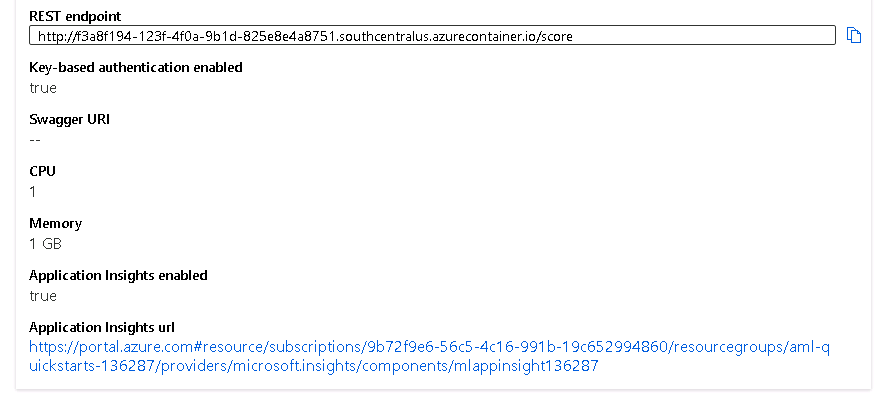 REST endpoint
http://f3a8f194-123f-4f0a-9b1d-825e8e4a8751.southcentralus.azurecontainer.io/score
Key-based authentication enabled
true
Swagger URI
--
CPU
1
Memory
1 GB
Application Insights enabled
true
Application Insights url
https://portal.azure.com#resource/subscriptions/9b72f9e6-56c5-4c16-991b-19c652994860/resourcegroups/aml-q
uickstarts-136287/providers/microsoft.insights/components/mlappinsight136287